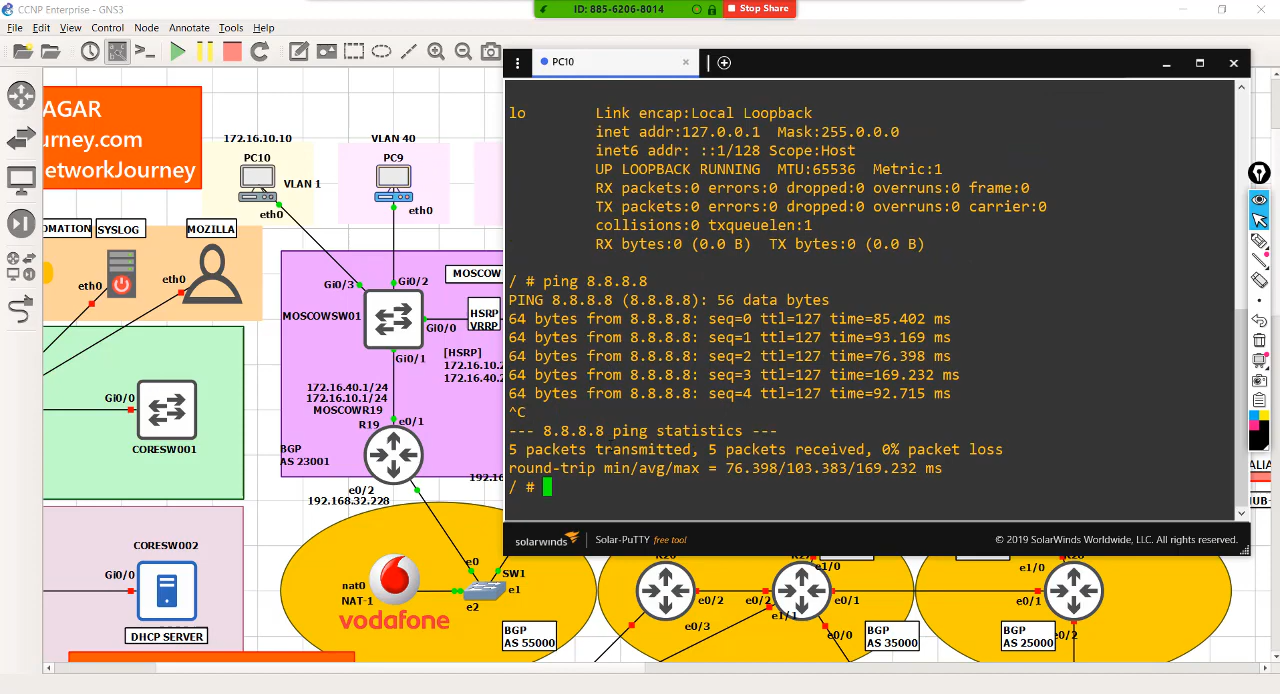 CCNP Enterprise - GNS3
ID: 885-6206-8014
Stop Share
File Edit View Control Node Annotate Tools Help
PC10
AGAR
urney.com
etworkJourney
172.16.10.10
PC10
VLAN 1
eth0
VLAN 40
PC9
eth0
OMATION
SYSLOG
MOZILLA
eth0
eth0
Gi0/3
Gi0/2
MOSCOW
MOSCOWSW01
Gi0/0
HSRP
VRRP
Gi0/1
[HSRP]
172.16.10.2
172.16.40.2
172.16.40.1/24
172.16.10.1/24
MOSCOWR19
R19
e0/1
BGP
AS 23001
192.16
e0/2
192.168.32.228
Gi0/0
CORESW001
CORESW002
Gi0/0
DHCP SERVER
nat0
NAT-1
vodafone
e0
SW1
e1
e2
BGP
AS 55000
R26
e0/2
e0/3
R27
e1/0
e0/2
e0/1
e1/1
e0/0
BGP
AS 35000
R28
e1/0
e0/1
e0/2
BGP
AS 25000
lo Link encap:Local Loopback
inet addr:127.0.0.1 Mask:255.0.0.0
inet6 addr: ::1/128 Scope:Host
UP LOOPBACK RUNNING MTU:65536 Metric:1
RX packets:0 errors:0 dropped:0 overruns:0 frame:0
TX packets:0 errors:0 dropped:0 overruns:0 carrier:0
collisions:0 txqueuelen:1
RX bytes:0 (0.0 B) TX bytes:0 (0.0 B)
/ # ping 8.8.8.8
PING 8.8.8.8 (8.8.8.8): 56 data bytes
64 bytes from 8.8.8.8: seq=0 ttl=127 time=85.402 ms
64 bytes from 8.8.8.8: seq=1 ttl=127 time=93.169 ms
64 bytes from 8.8.8.8: seq=2 ttl=127 time=76.398 ms
64 bytes from 8.8.8.8: seq=3 ttl=127 time=169.232 ms
64 bytes from 8.8.8.8: seq=4 ttl=127 time=92.715 ms
^C
--- 8.8.8.8 ping statistics ---
5 packets transmitted, 5 packets received, 0% packet loss
round-trip min/avg/max = 76.398/103.383/169.232 ms
/ #
solarwinds Solar-PuTTY free tool
© 2019 SolarWinds Worldwide, LLC. All rights reserved.